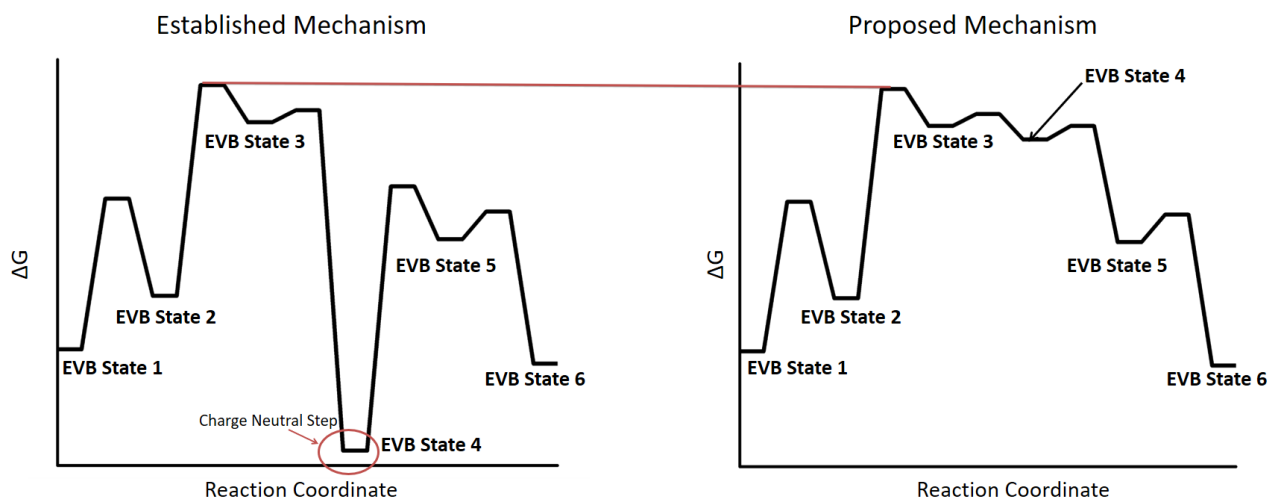 Established Mechanism
ΔG
EVB State 1
EVB State 2
EVB State 3
Charge Neutral Step
EVB State 4
EVB State 5
EVB State 6
Reaction Coordinate
Proposed Mechanism
ΔG
EVB State 1
EVB State 2
EVB State 3
EVB State 4
EVB State 5
EVB State 6
Reaction Coordinate